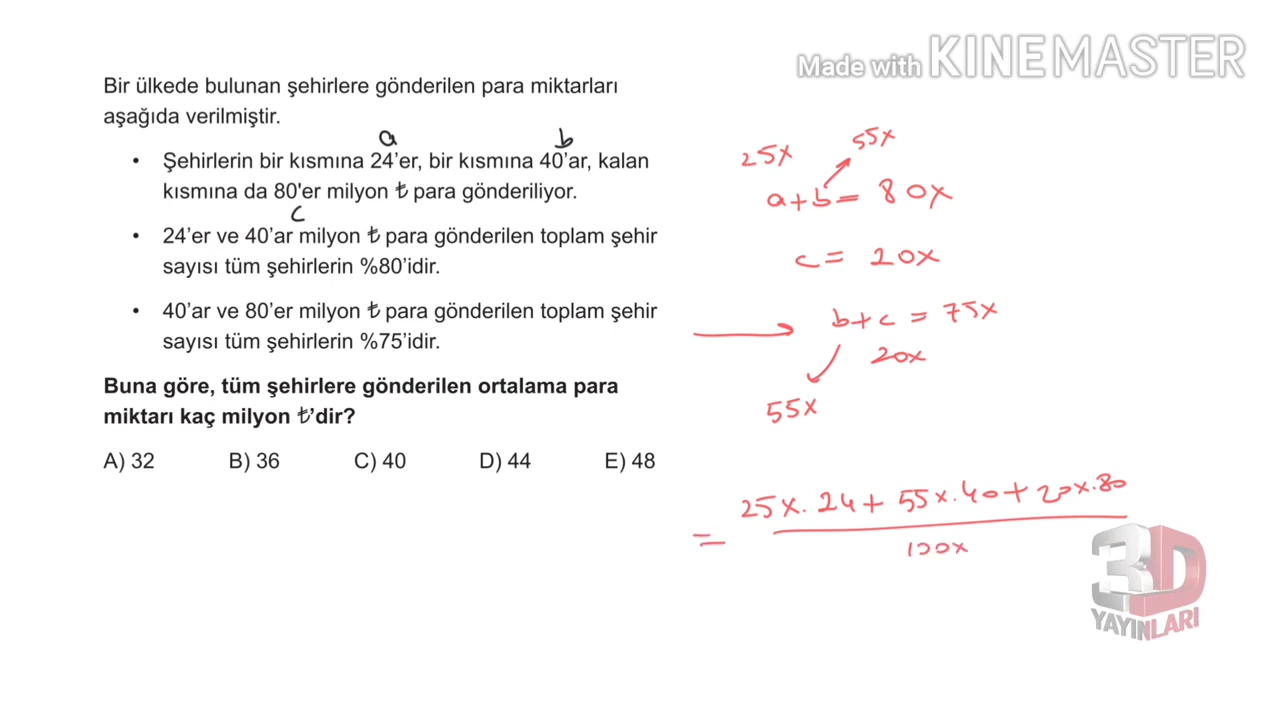 Made with KINEMASTER
Bir ülkede bulunan şehirlere gönderilen para miktarları
aşağıda verilmiştir.
a b
• Şehirlerin bir kısmına 24'er, bir kısmına 40'ar, kalan
kısmına da 80'er milyon ₺ para gönderiliyor.
c
• 24'er ve 40'ar milyon ₺ para gönderilen toplam şehir
sayısı tüm şehirlerin %80'idir.
• 40'ar ve 80'er milyon ₺ para gönderilen toplam şehir
sayısı tüm şehirlerin %75'idir.
Buna göre, tüm şehirlere gönderilen ortalama para
miktarı kaç milyon ₺'dir?
A) 32 B) 36 C) 40 D) 44 E) 48
25x 55x
a+b= 80x
c= 20x
b+c = 75x
20x
55x
25x.24+ 55x.40+20x.80
=
100x
3D
YAYINLARI